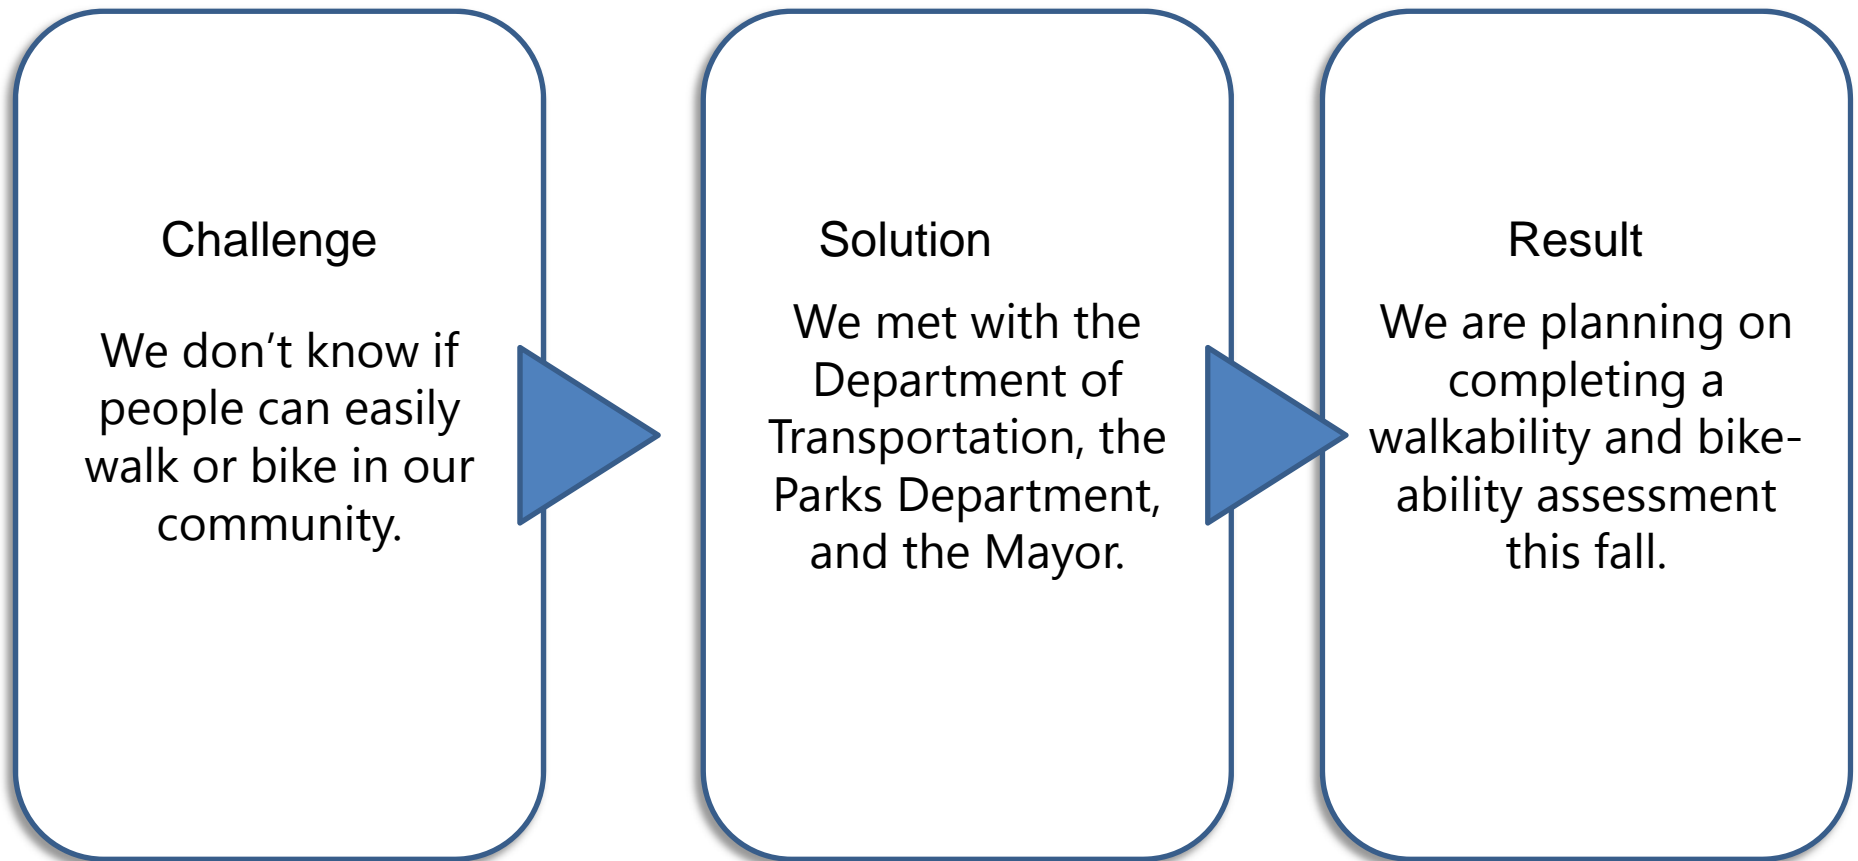 Challenge
We don’t know if
people can easily
walk or bike in our
community.
Solution
We met with the
Department of
Transportation, the
Parks Department,
and the Mayor.
Result
We are planning on
completing a
walkability and bike-
ability assessment
this fall.